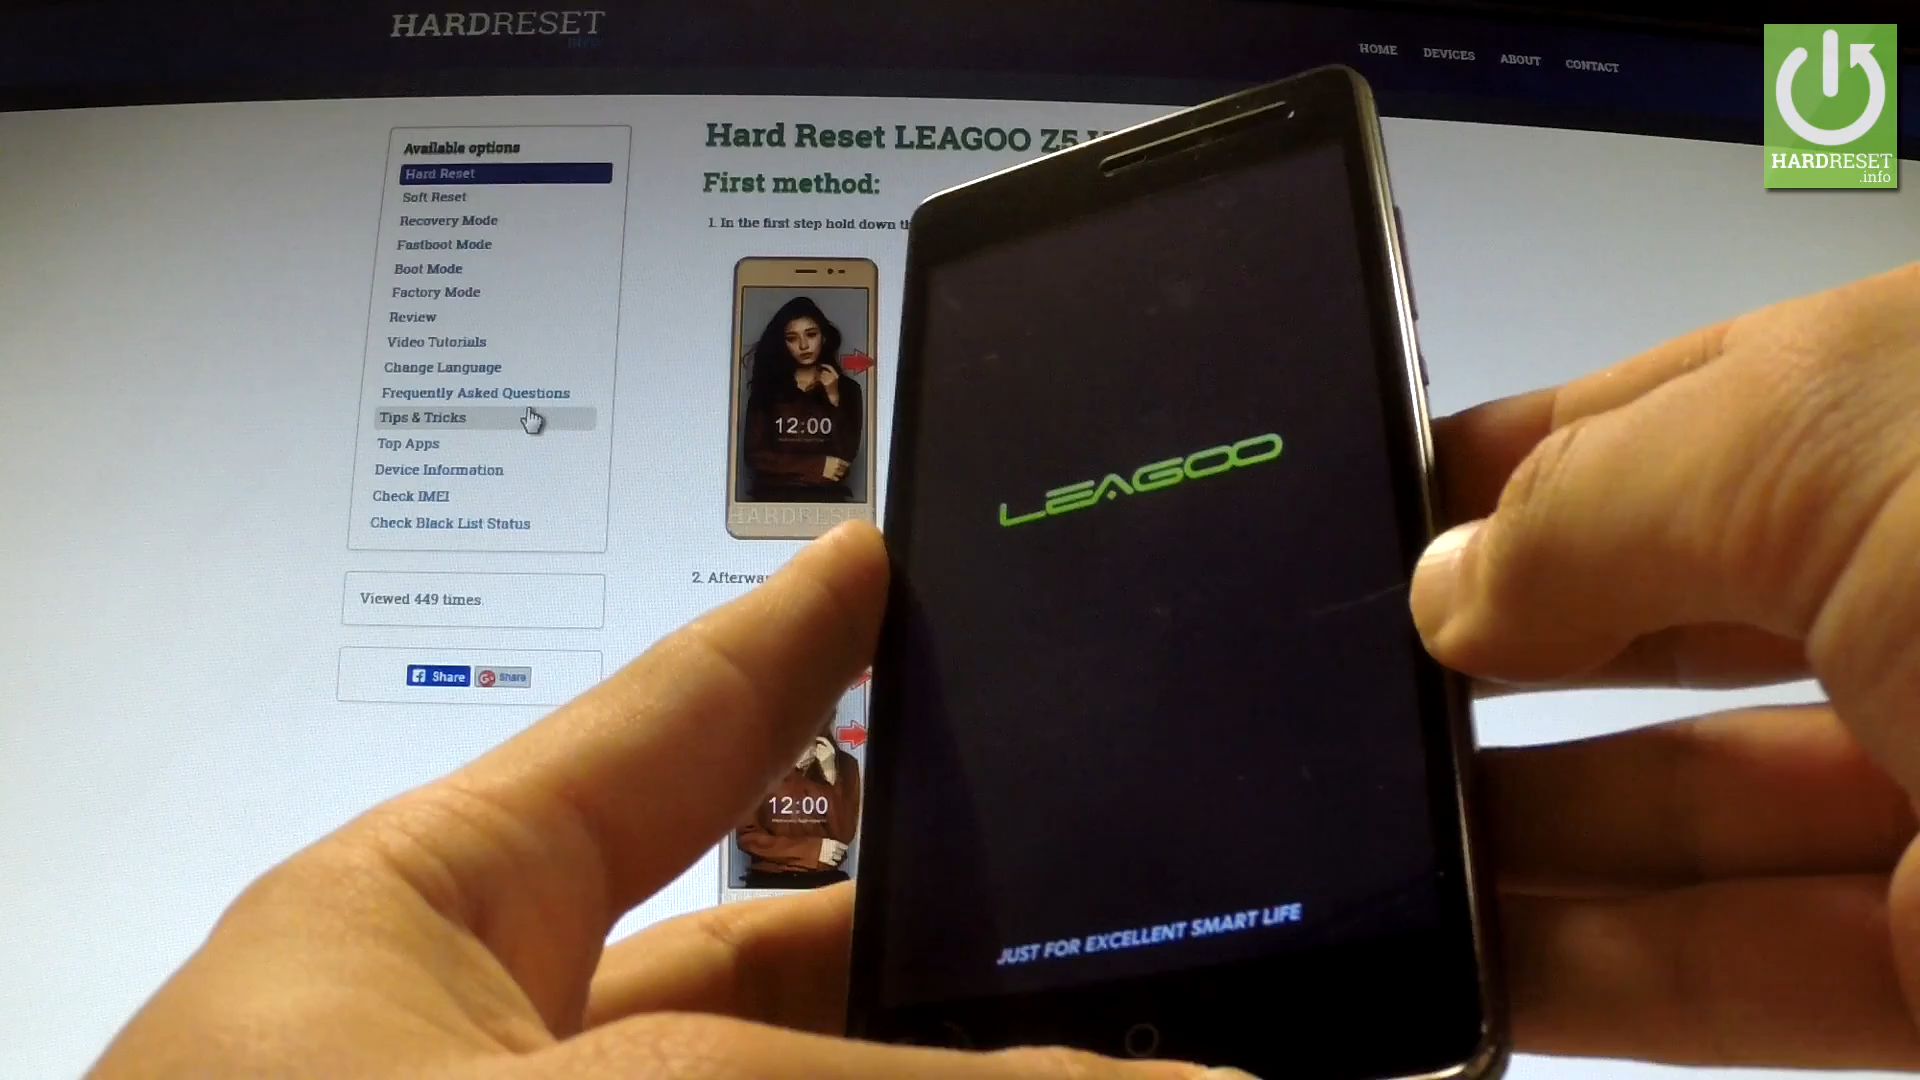 HARDRESET
.info
HOME DEVICES ABOUT CONTACT
HARDRESET
.info
Available options
Hard Reset
Soft Reset
Recovery Mode
Fastboot Mode
Boot Mode
Factory Mode
Review
Video Tutorials
Change Language
Frequently Asked Questions
Tips & Tricks
Top Apps
Device Information
Check IMEI
Check Black List Status
Viewed 449 times
Share
Share
Hard Reset LEAGOO Z5
First method:
1. In the first step hold down
12:00
HARDRESET
2.
12:00
LEAGOO
JUST FOR EXCELLENT SMART LIFE